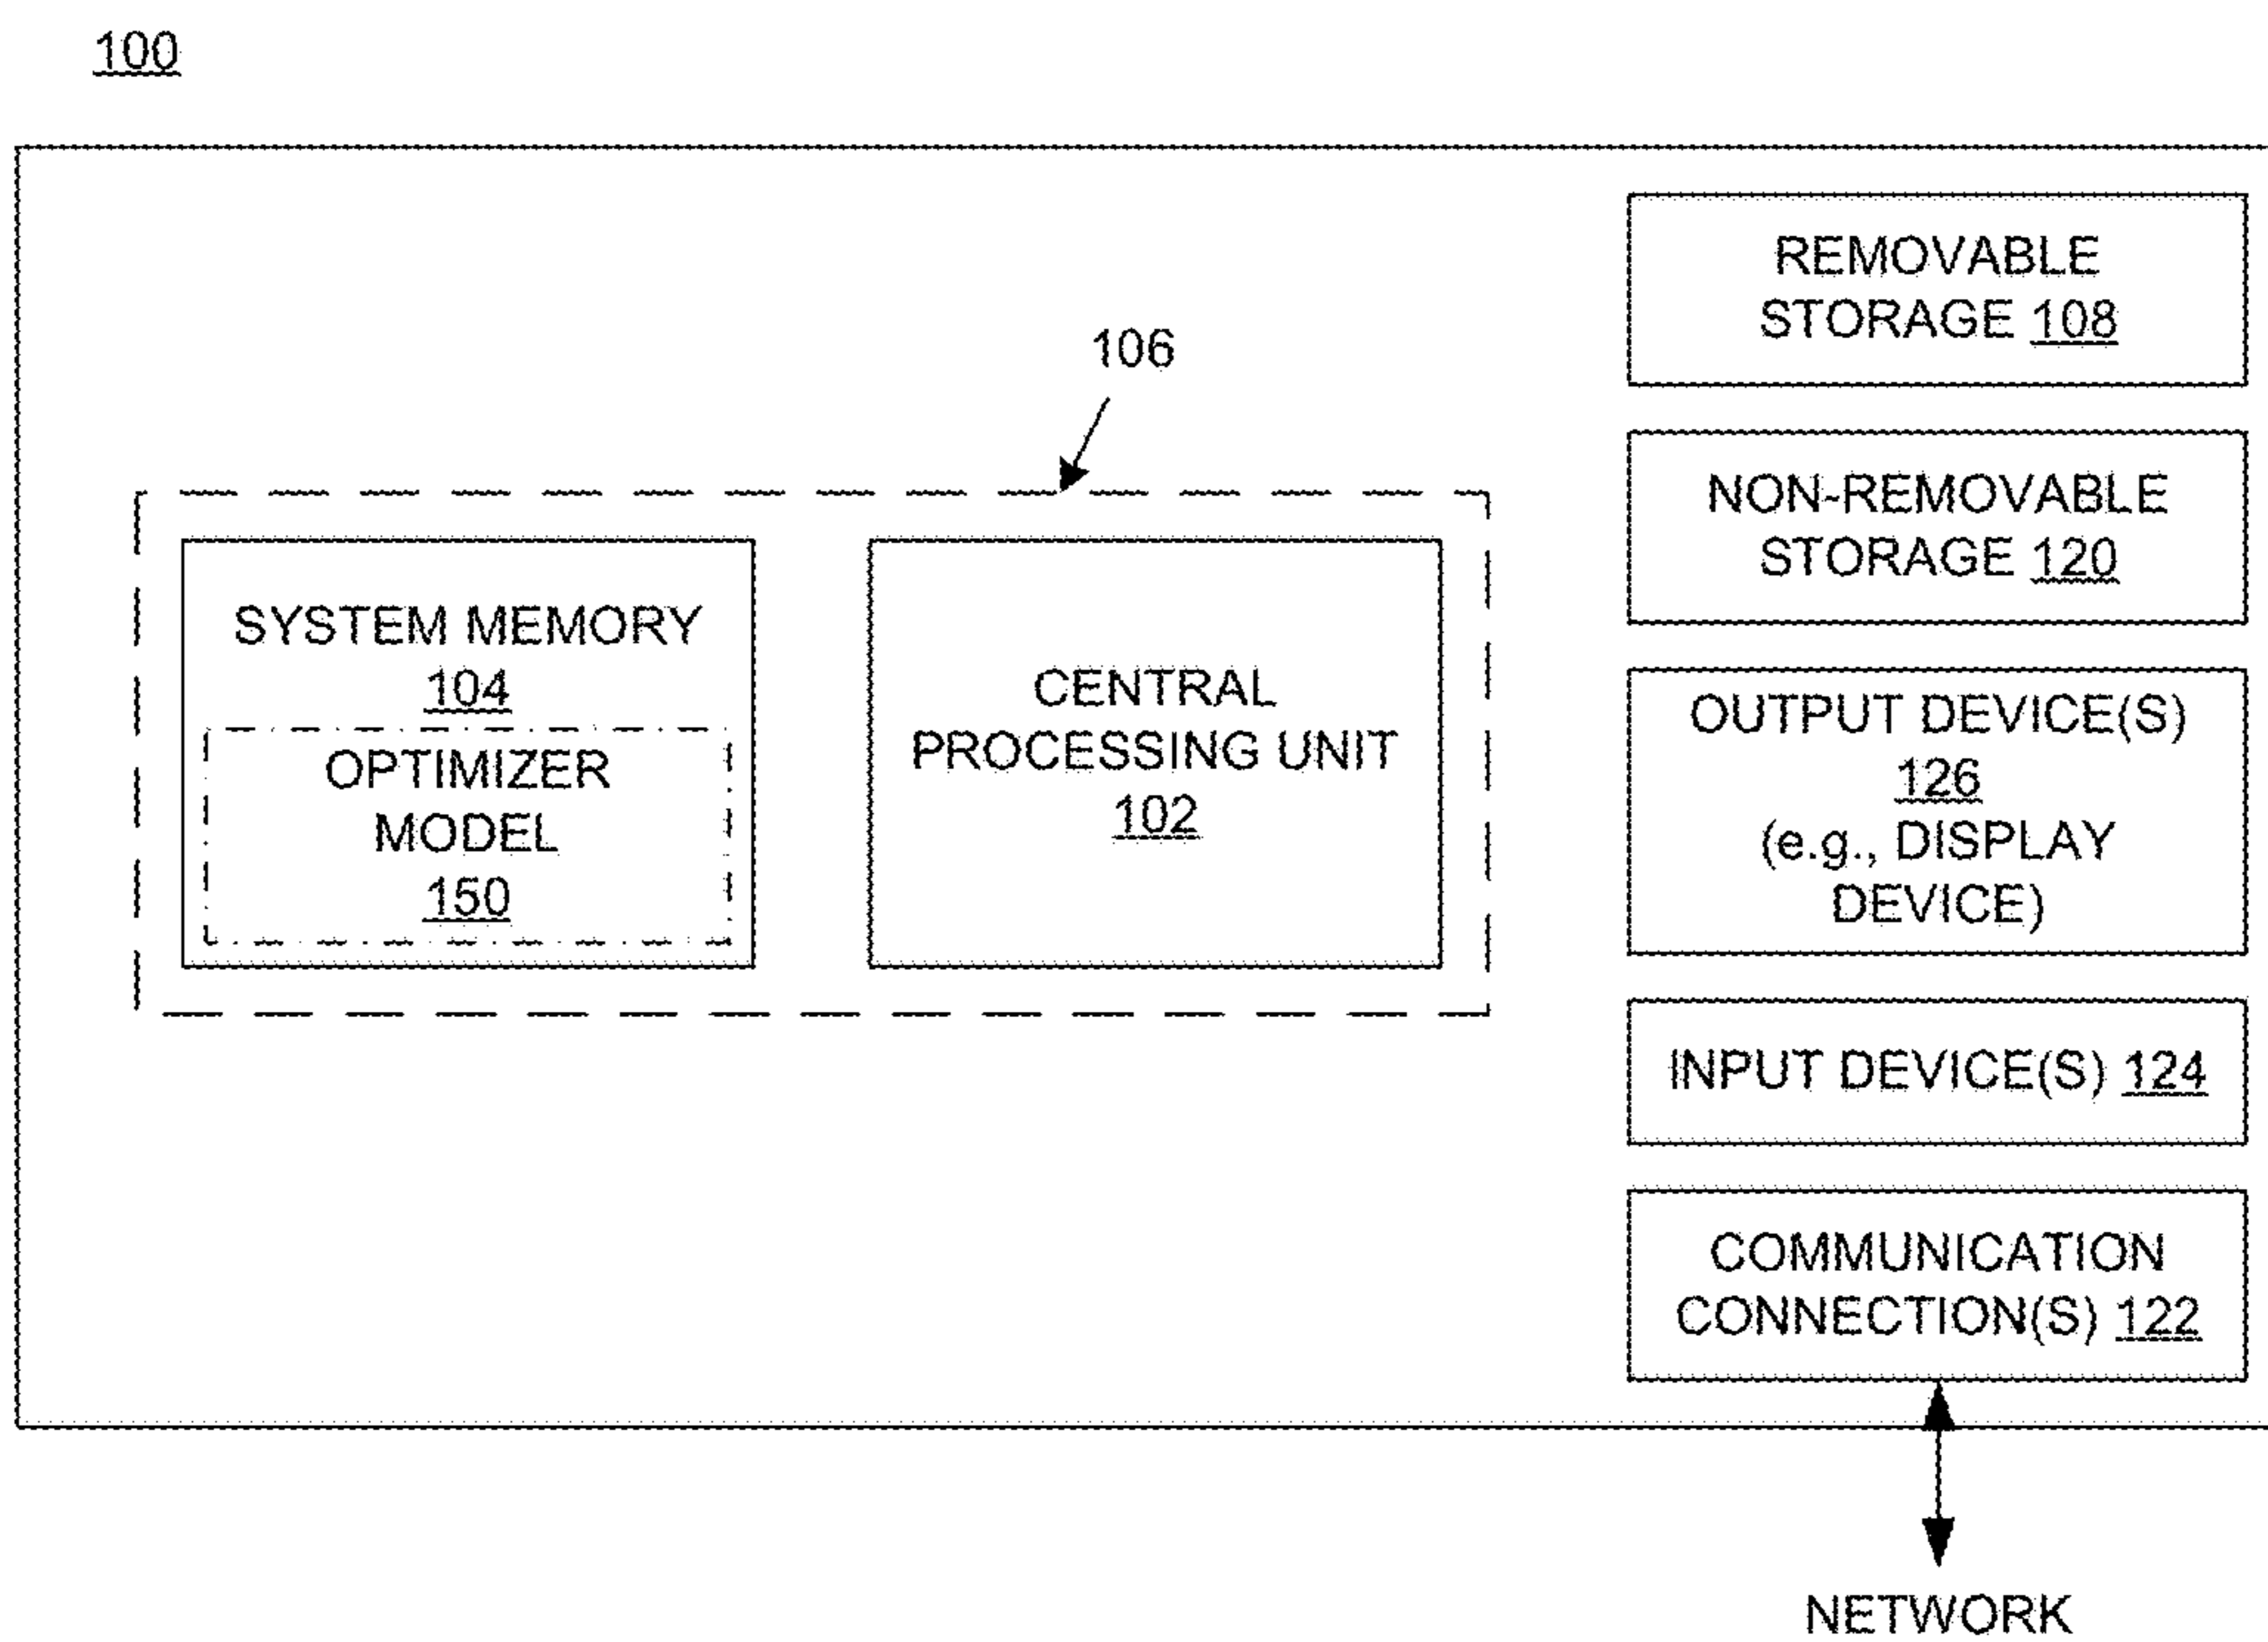 100
106
SYSTEM MEMORY
104
OPTIMIZER
MODEL
150
CENTRAL
PROCESSING UNIT
102
REMOVABLE
STORAGE 108
NON-REMOVABLE
STORAGE 120
OUTPUT DEVICE(S)
126
(e.g., DISPLAY
DEVICE)
INPUT DEVICE(S) 124
COMMUNICATION
CONNECTION(S) 122
NETWORK